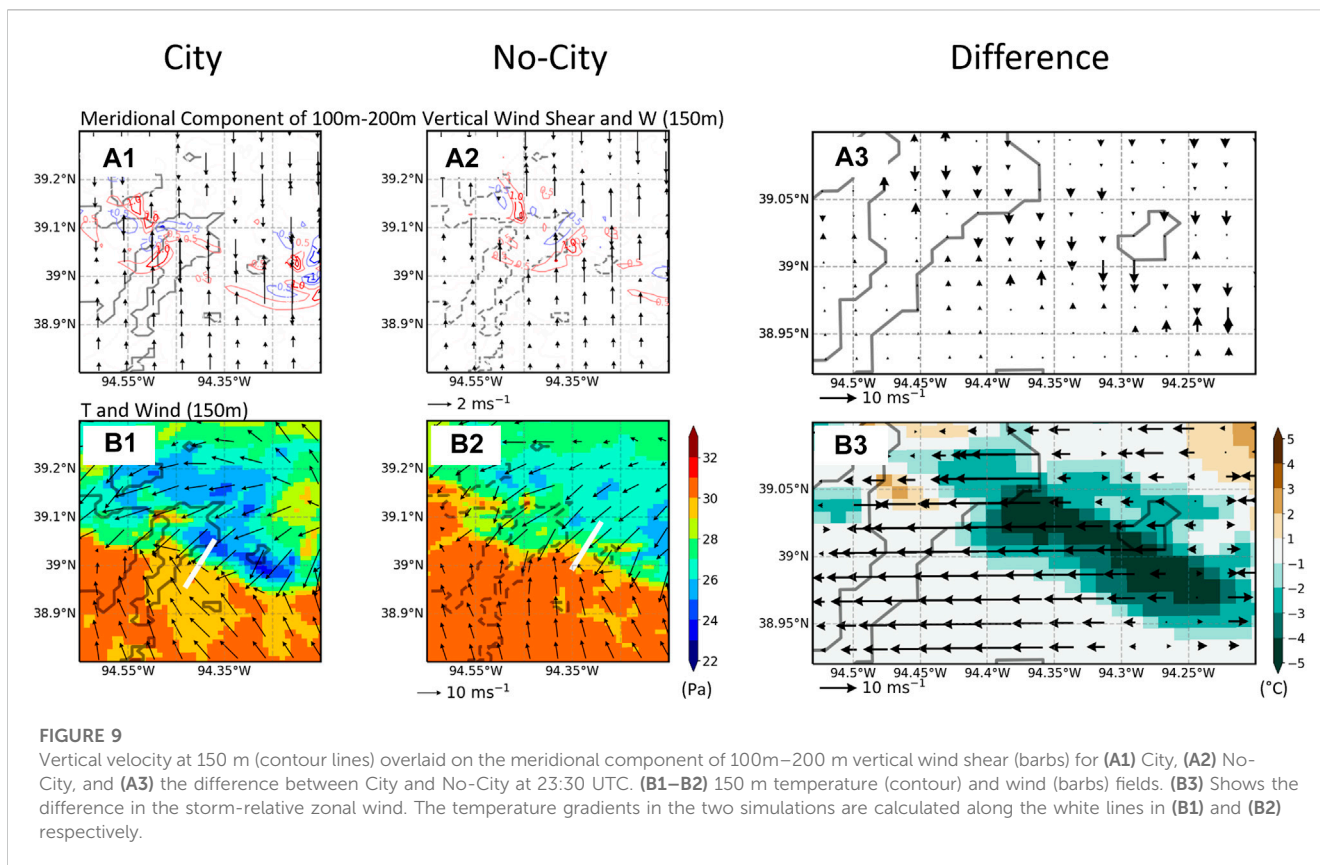 City No-City Difference
Meridional Component of 100m-200m Vertical Wind Shear and W (150m)
A1 A2 A3
39.2°N 39.2°N 39.05°N
39.1°N 39.1°N 39°N
39°N 39°N 38.95°N
38.9°N 38.9°N
94.55°W 94.35°W 94.55°W 94.35°W 94.5°W 94.45°W 94.4°W 94.35°W 94.3°W 94.25°W
2 ms⁻¹ 10 ms⁻¹
T and Wind (150m)
B1 B2 B3
39.2°N 39.2°N 39.05°N
39.1°N 39.1°N 39°N
39°N 39°N 38.95°N
38.9°N 38.9°N
94.55°W 94.35°W 94.55°W 94.35°W 94.5°W 94.45°W 94.4°W 94.35°W 94.3°W 94.25°W
32
30
28
26
24
22
(Pa)
5
4
3
2
1
−1
−2
−3
−4
−5
(°C)
10 ms⁻¹ 10 ms⁻¹
FIGURE 9
Vertical velocity at 150 m (contour lines) overlaid on the meridional component of 100m–200 m vertical wind shear (barbs) for (A1) City, (A2) No-
City, and (A3) the difference between City and No-City at 23:30 UTC. (B1–B2) 150 m temperature (contour) and wind (barbs) fields. (B3) Shows the
difference in the storm-relative zonal wind. The temperature gradients in the two simulations are calculated along the white lines in (B1) and (B2)
respectively.